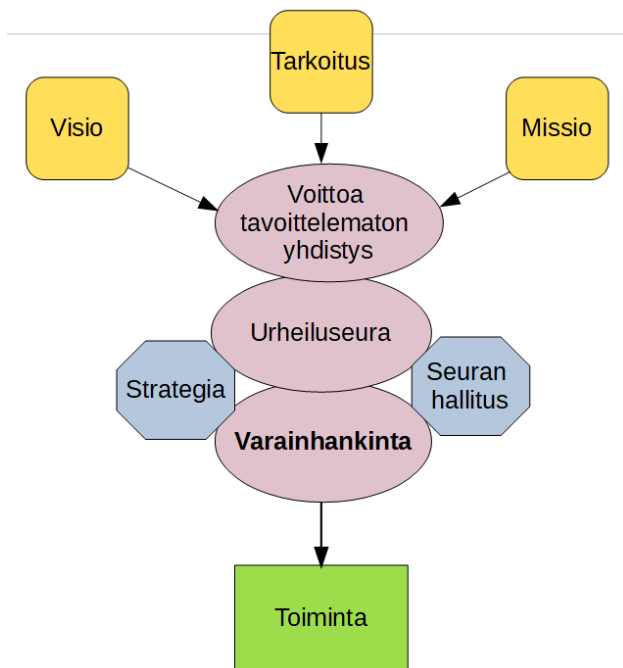 Tarkoitus
Visio
Missio
Voittoa
tavoittelematon
yhdistys
Urheiluseura
Strategia
Seuran
hallitus
Varainhankinta
Toiminta